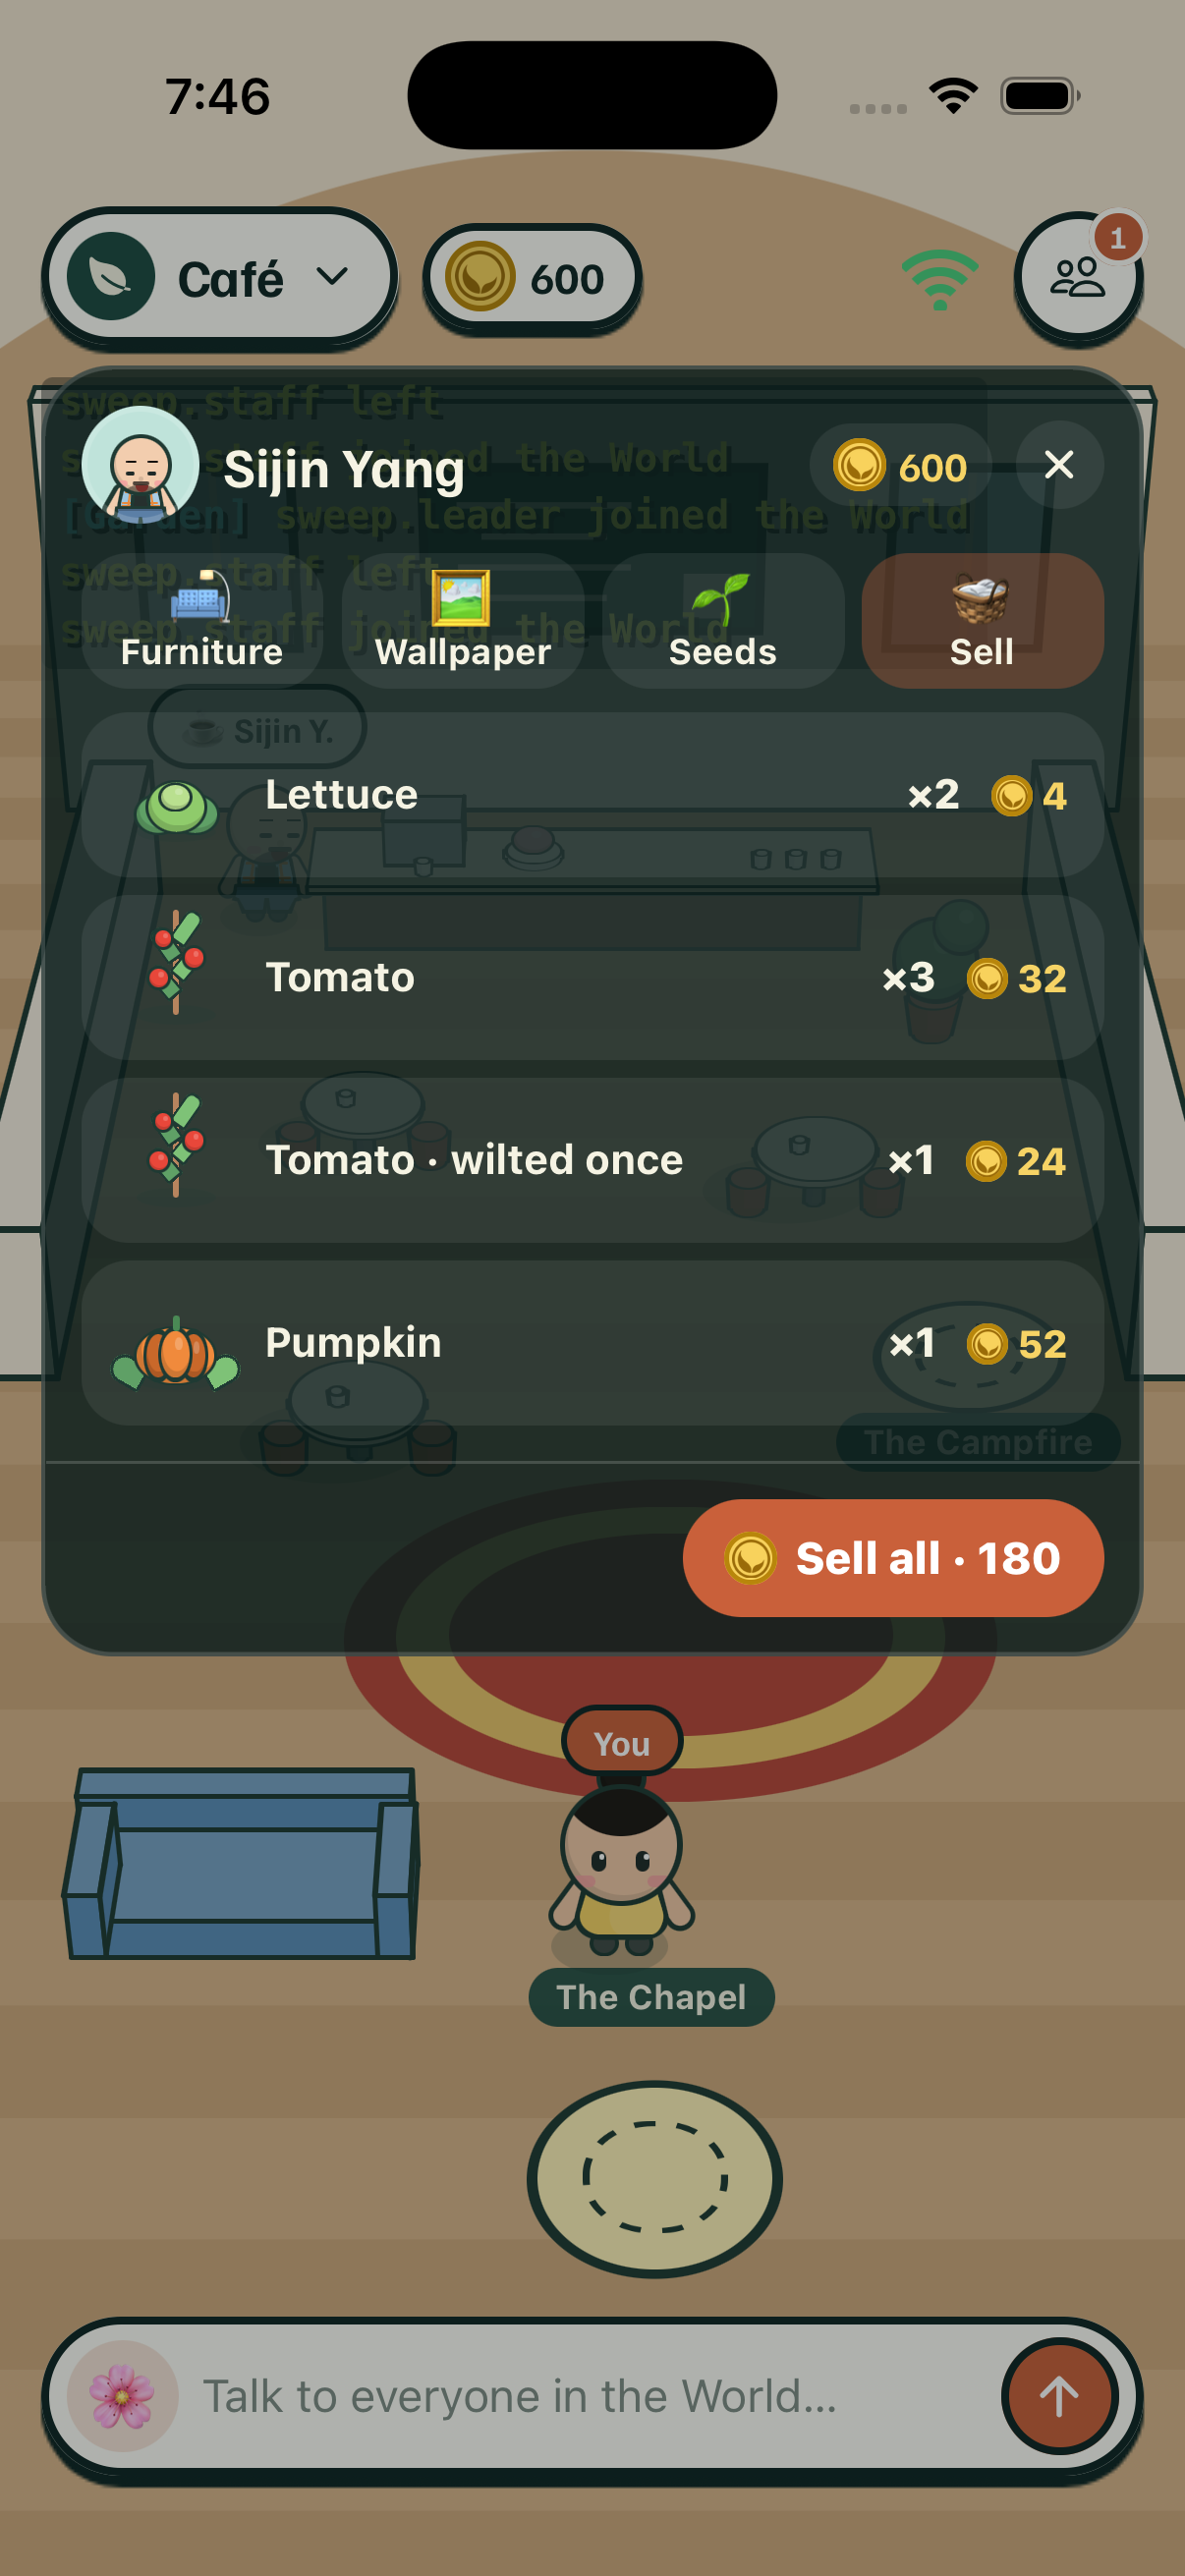 7:46
Café
600
1
sweep.staff left
Sijin Yang
600
joined the World
[Garden] sweep.leader joined the World
sweep.staff left
sweep.staff joined the World
Furniture
Wallpaper
Seeds
Sell
Sijin Y.
Lettuce
×2
4
Tomato
×3
32
Tomato · wilted once
×1
24
Pumpkin
×1
52
The Campfire
Sell all · 180
You
The Chapel
Talk to everyone in the World...